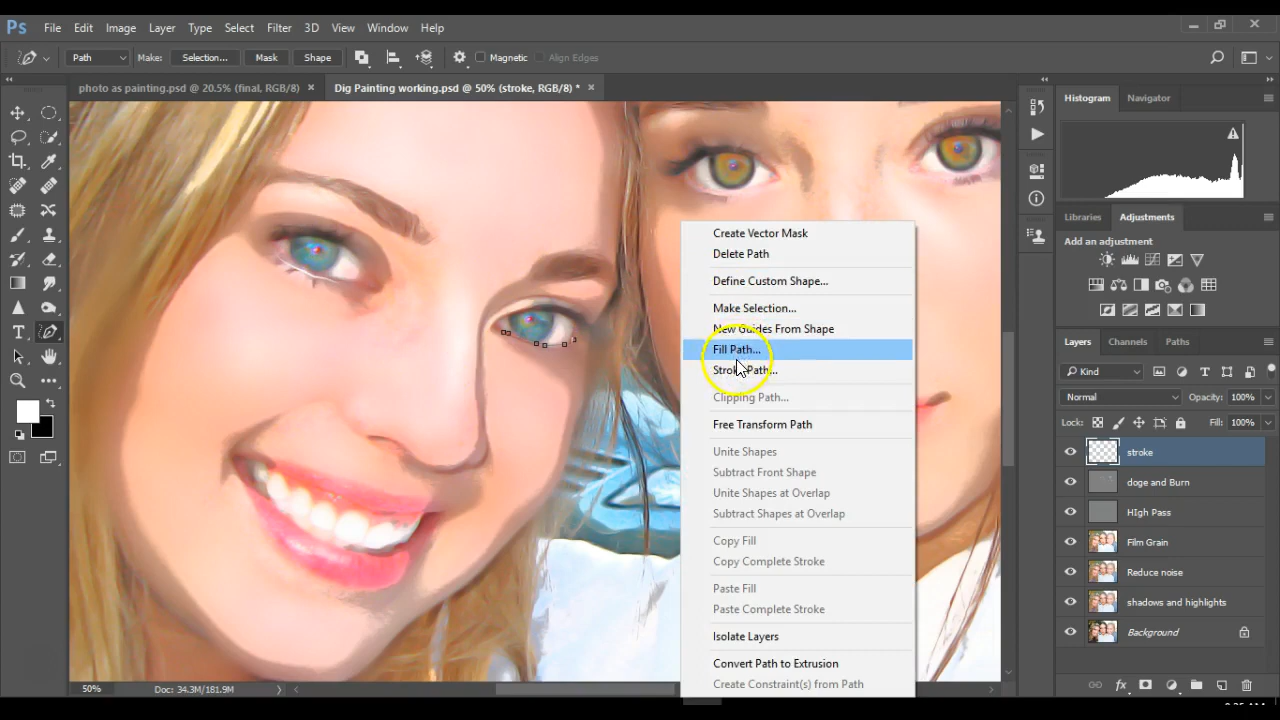 Ps File Edit Image Layer Type Select Filter 3D View Window Help
Path Make: Selection... Mask Shape Magnetic Align Edges
photo as painting.psd @ 20.5% (final, RGB/8) × Dig Painting working.psd @ 50% (stroke, RGB/8) * ×
Histogram Navigator
Libraries Adjustments
Add an adjustment
Layers Channels Paths
Kind
Normal Opacity: 100%
Lock: Fill: 100%
stroke
doge and Burn
HIgh Pass
Film Grain
Reduce noise
shadows and highlights
Background
Create Vector Mask
Delete Path
Define Custom Shape...
Make Selection...
New Guides From Shape
Fill Path...
Stroke Path...
Clipping Path...
Free Transform Path
Unite Shapes
Subtract Front Shape
Unite Shapes at Overlap
Subtract Shapes at Overlap
Copy Fill
Copy Complete Stroke
Paste Fill
Paste Complete Stroke
Isolate Layers
Convert Path to Extrusion
Create Constraint(s) from Path
50% Doc: 34.3M/181.9M